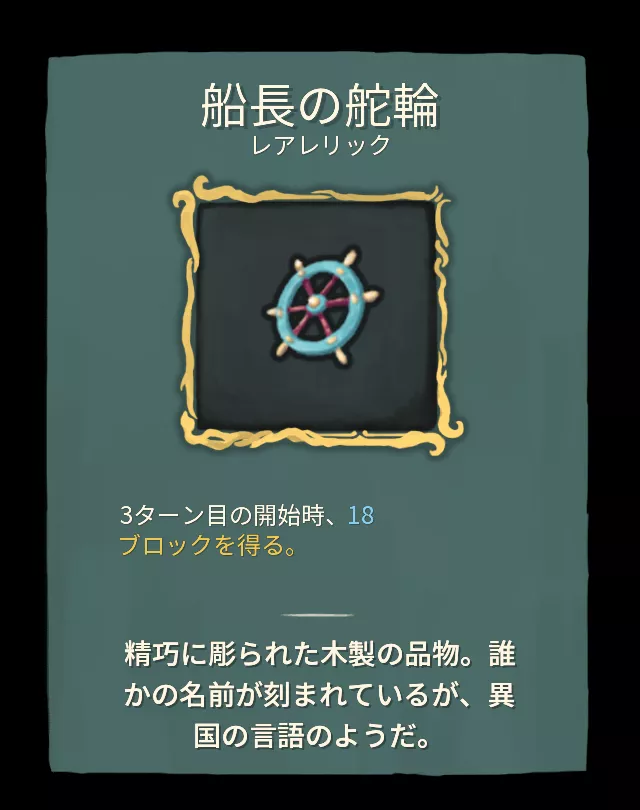 船長の舵輪
レアレリック
3ターン目の開始時、18
ブロックを得る。
精巧に彫られた木製の品物。誰
かの名前が刻まれているが、異
国の言語のようだ。